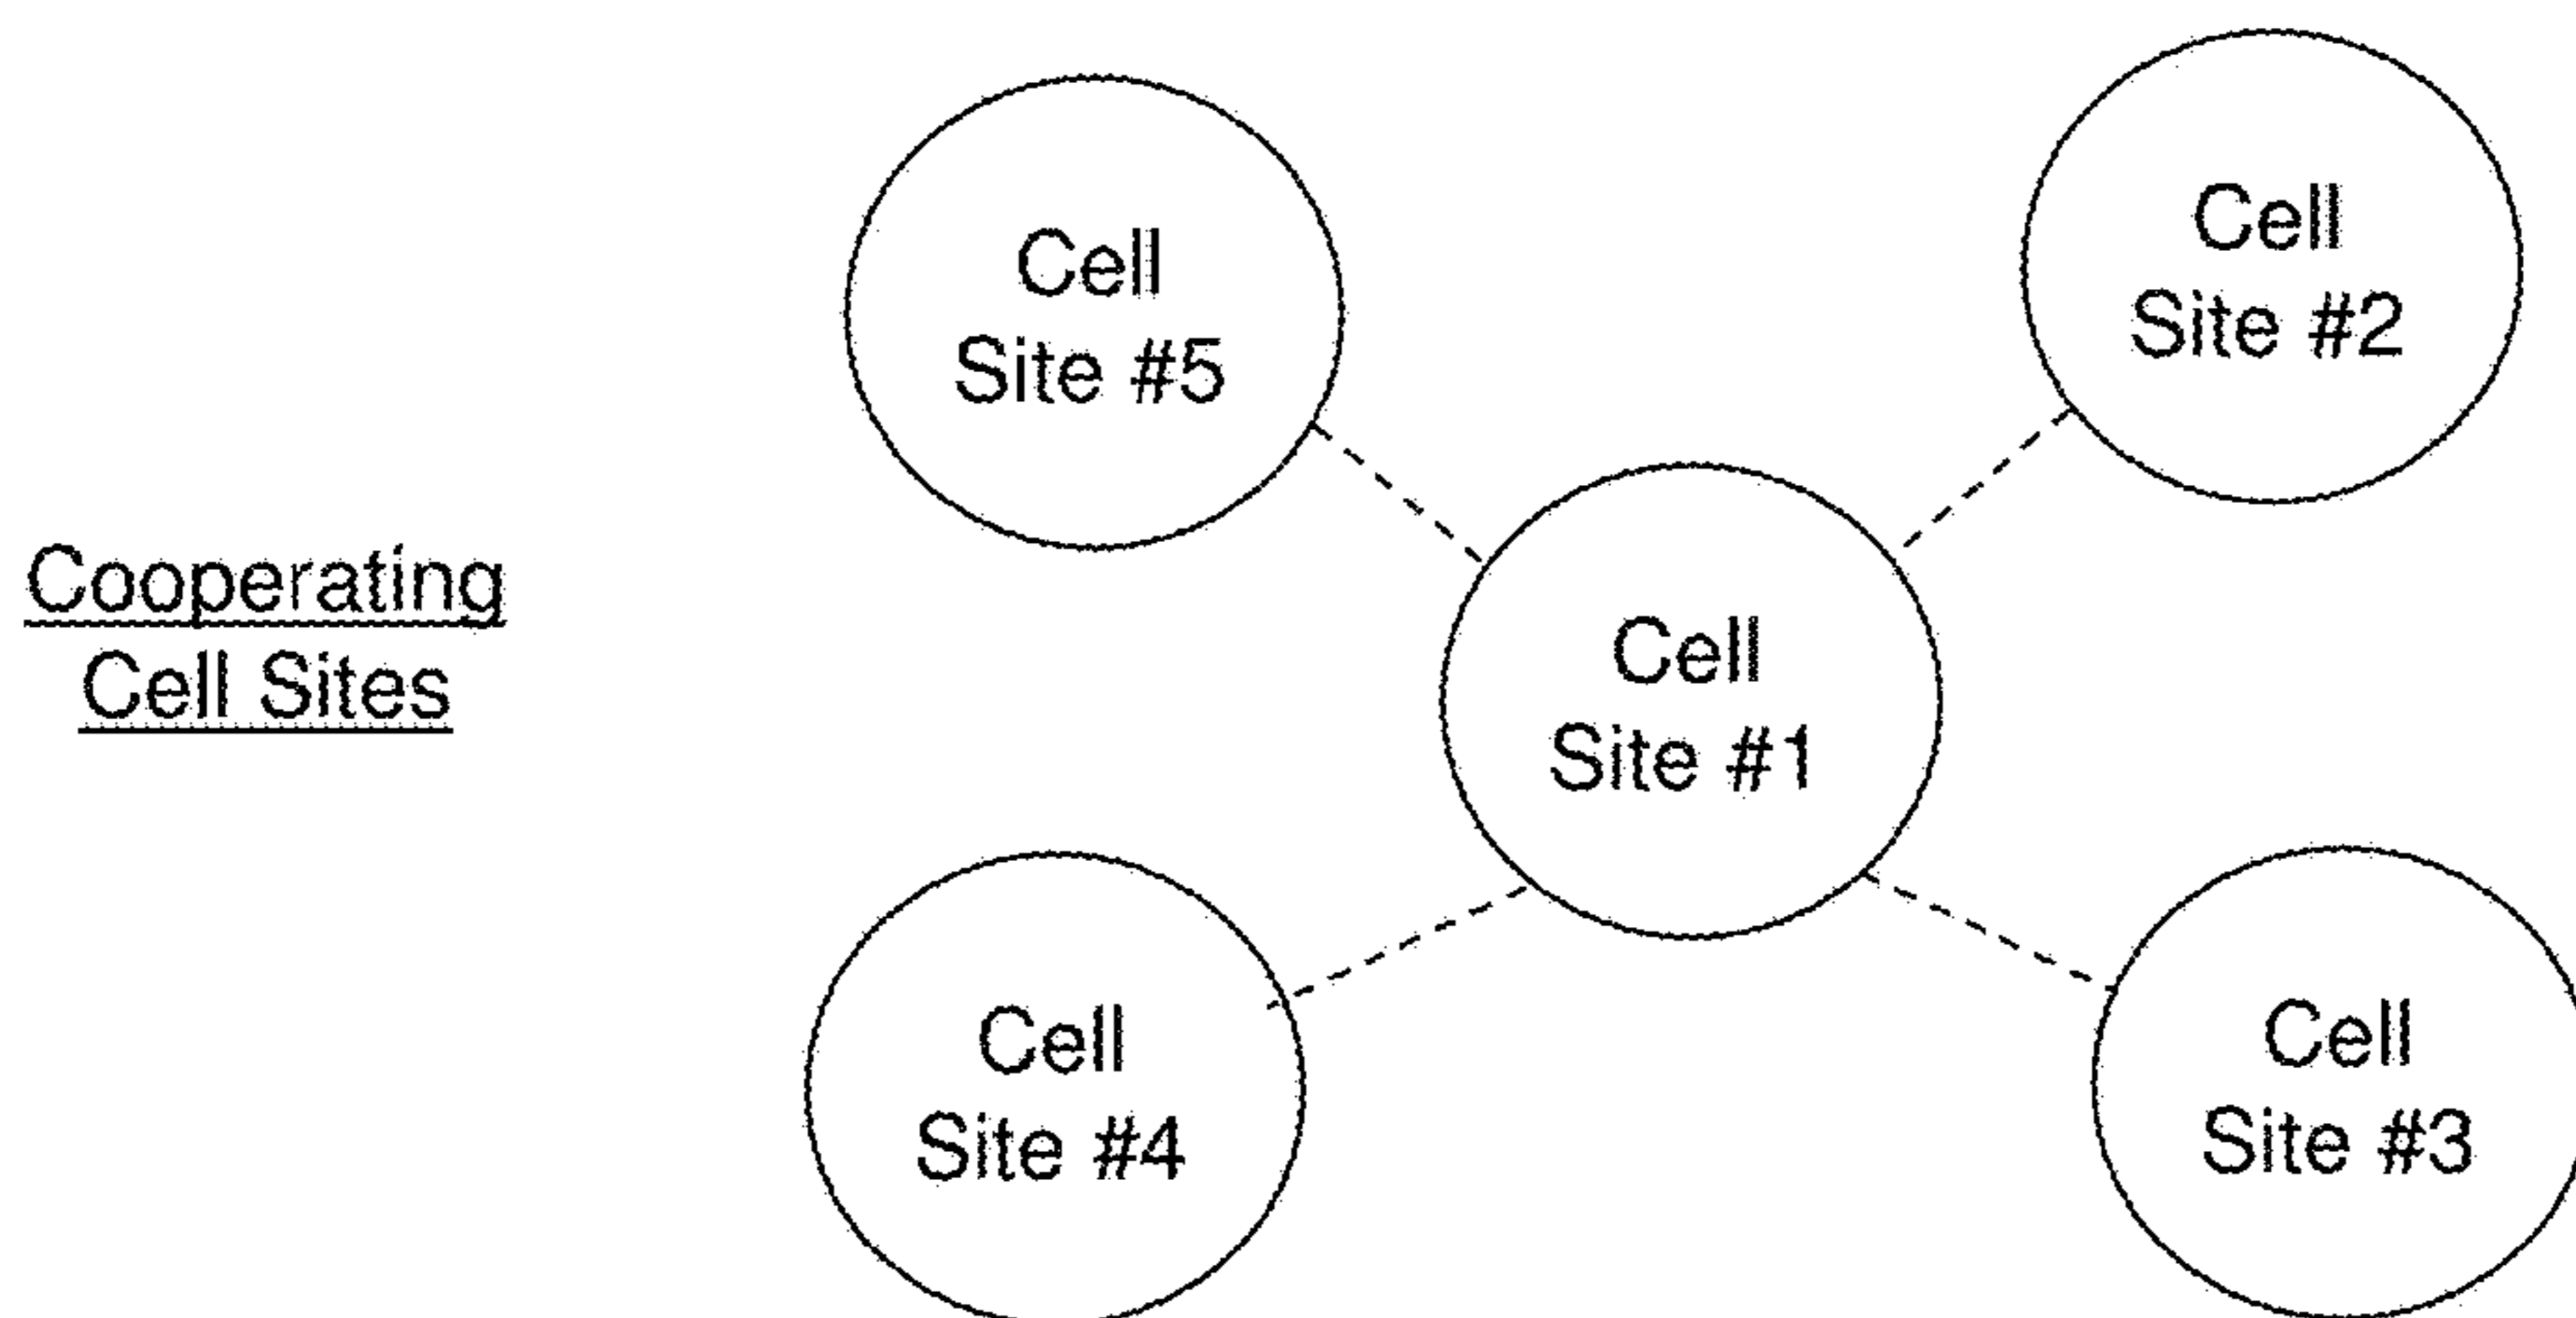 Cooperating
Cell Sites
Cell
Site #5
Cell
Site #2
Cell
Site #1
Cell
Site #4
Cell
Site #3